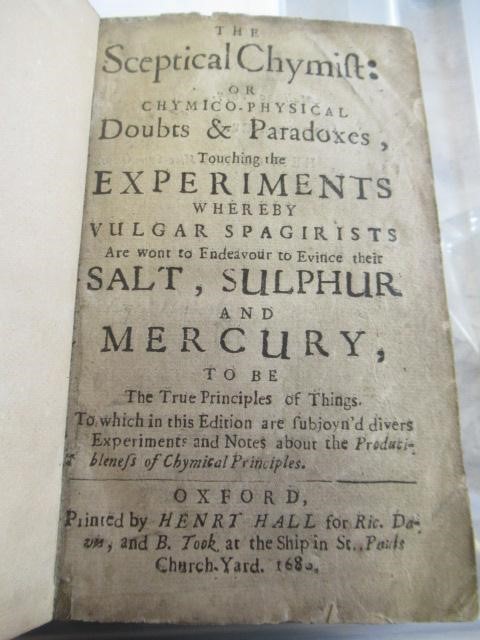 THE
Sceptical Chymiſt:
OR
CHYMICO-PHYSICAL
Doubts & Paradoxes,
Touching the
EXPERIMENTS
WHEREBY
VULGAR SPAGIRISTS
Are wont to Endeavour to Evince their
SALT, SULPHUR
AND
MERCURY,
TO BE
The True Principles of Things.
To which in this Edition are ſubjoyn'd divers
Experiments and Notes about the Produci-
bleneſs of Chymical Principles.
OXFORD,
Printed by HENRY HALL for Ric. Da-
vis, and B. Took at the Ship in St. Pauls
Church-Yard. 1680.